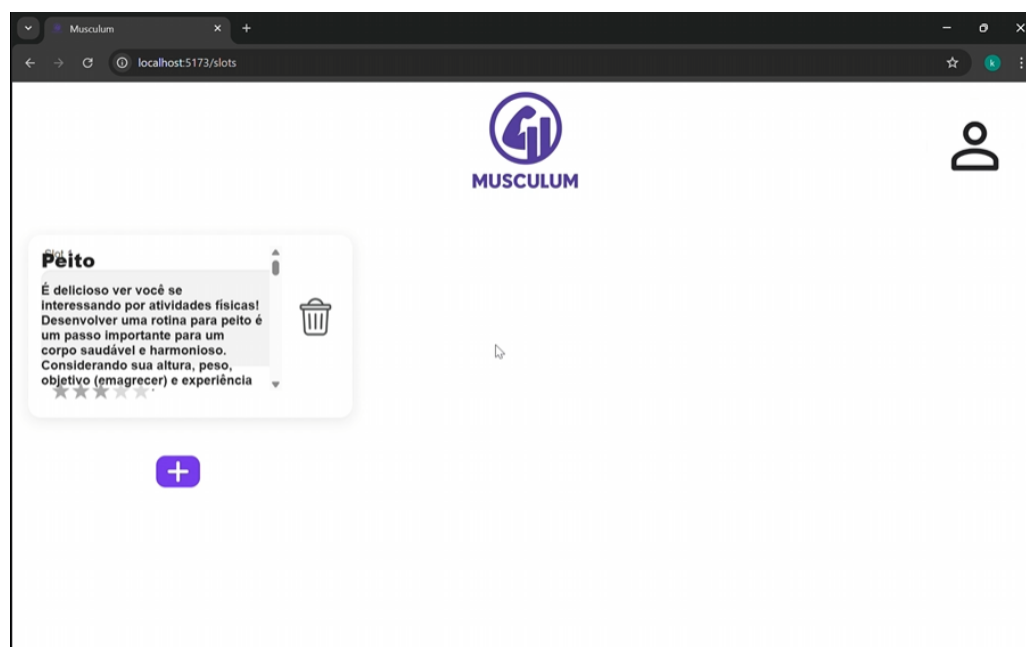 Musculum
localhost:5173/slots
k
MUSCULUM
Slot
Peito
É delicioso ver você se
interessando por atividades físicas!
Desenvolver uma rotina para peito é
um passo importante para um
corpo saudável e harmonioso.
Considerando sua altura, peso,
objetivo (emagrecer) e experiência